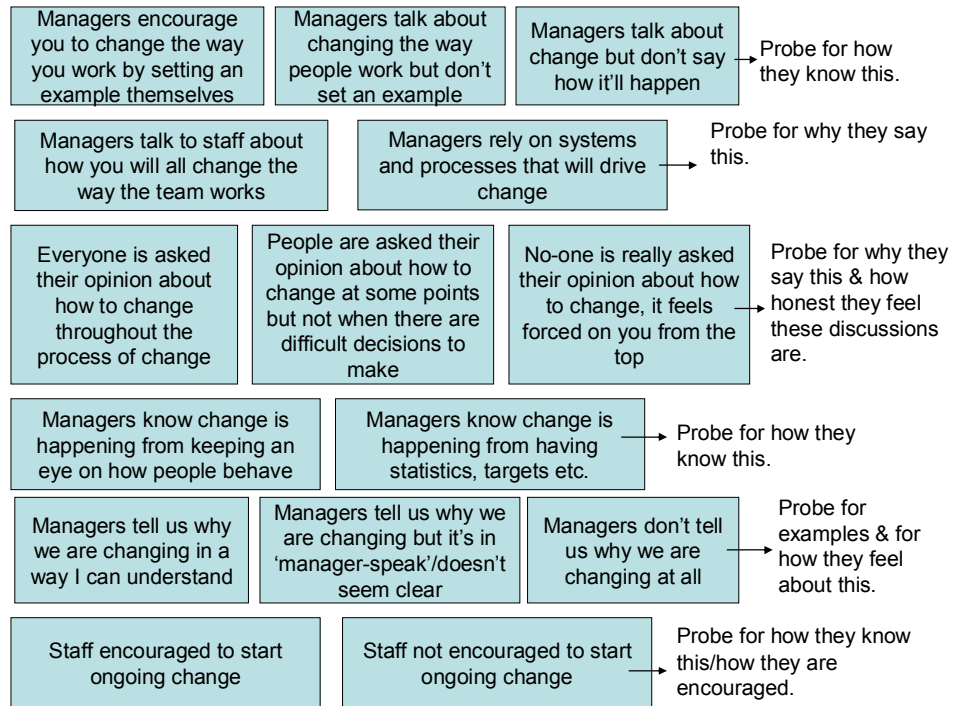 Managers encourage
you to change the way
you work by setting an
example themselves
Managers talk about
changing the way
people work but don't
set an example
Managers talk about
change but don't say
how it'll happen
Probe for how
they know this.
Managers talk to staff about
how you will all change the
way the team works
Managers rely on systems
and processes that will drive
change
Probe for why they say
this.
Everyone is asked
their opinion about
how to change
throughout the
process of change
People are asked their
opinion about how to
change at some points
but not when there are
difficult decisions to
make
No-one is really asked
their opinion about how
to change, it feels
forced on you from the
top
Probe for why they
say this & how
honest they feel
these discussions
are.
Managers know change is
happening from keeping an
eye on how people behave
Managers know change is
happening from having
statistics, targets etc.
Probe for how they
know this.
Managers tell us why
we are changing in a
way I can understand
Managers tell us why we
are changing but it's in
'manager-speak'/doesn't
seem clear
Managers don't tell
us why we are
changing at all
Probe for
examples & for
how they feel
about this.
Staff encouraged to start
ongoing change
Staff not encouraged to start
ongoing change
Probe for how they know
this/how they are
encouraged.